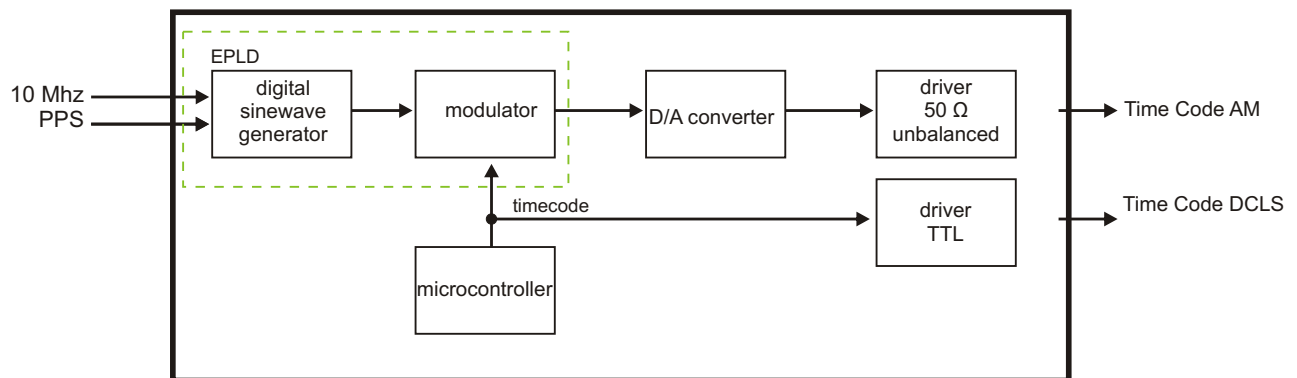 EPLD
10 Mhz
PPS
digital
sinewave
generator
modulator
D/A converter
driver
50 Ω
unbalanced
Time Code AM
timecode
driver
TTL
Time Code DCLS
microcontroller